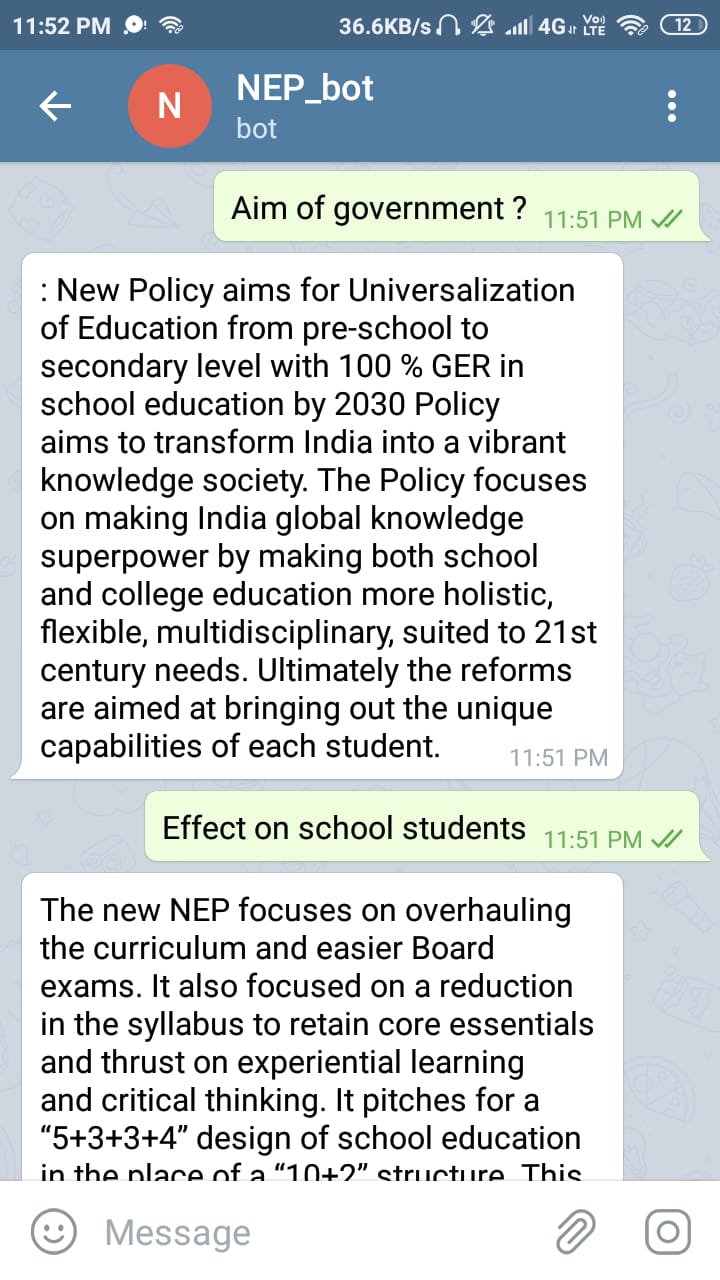 11:52 PM 36.6KB/s 4G VoI) LTE 12
N
NEP_bot
bot
Aim of government ? 11:51 PM
: New Policy aims for Universalization
of Education from pre-school to
secondary level with 100 % GER in
school education by 2030 Policy
aims to transform India into a vibrant
knowledge society. The Policy focuses
on making India global knowledge
superpower by making both school
and college education more holistic,
flexible, multidisciplinary, suited to 21st
century needs. Ultimately the reforms
are aimed at bringing out the unique
capabilities of each student. 11:51 PM
Effect on school students 11:51 PM
The new NEP focuses on overhauling
the curriculum and easier Board
exams. It also focused on a reduction
in the syllabus to retain core essentials
and thrust on experiential learning
and critical thinking. It pitches for a
“5+3+3+4” design of school education
in the place of a “10+2” structure. This
Message